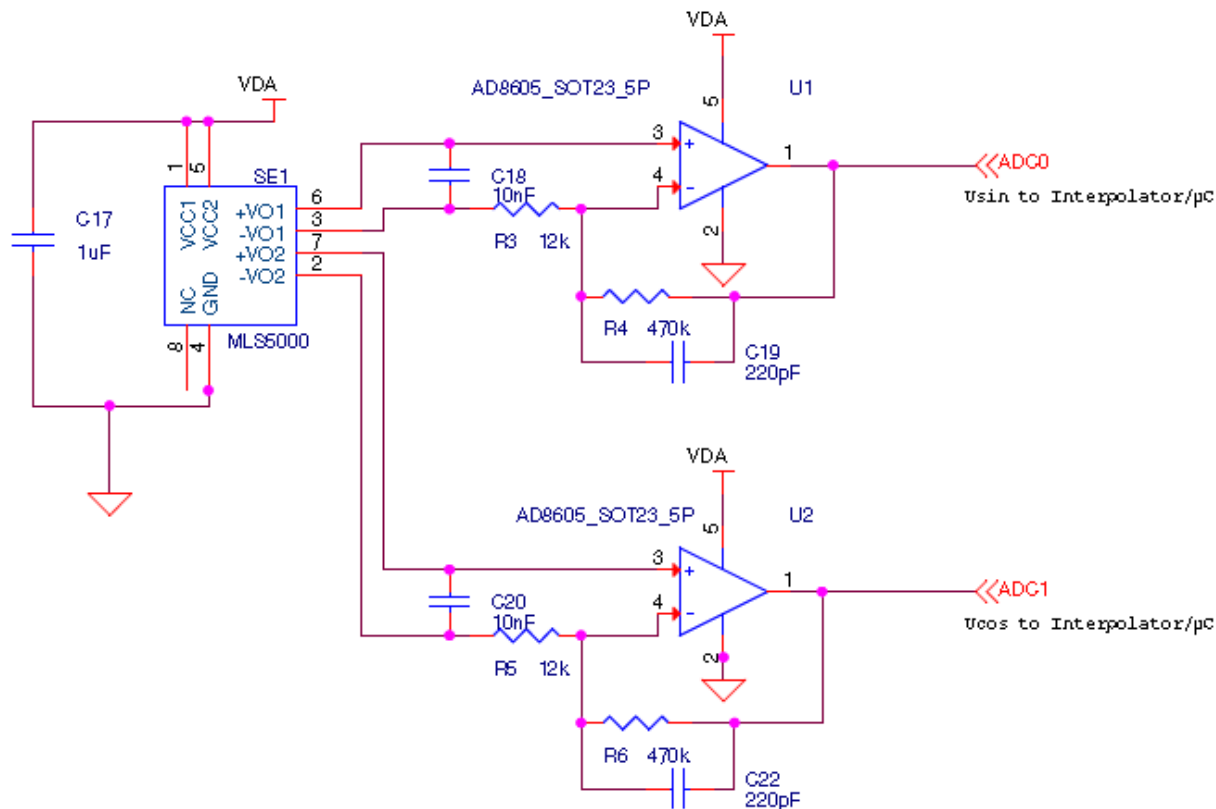 VDA
AD8605_SOT23_5P
U1
VDA
5
3
+
1
4
-
2
ADC0
Usin to Interpolator/µC
C17
1uF
1
5
SE1
VCC1
VCC2
+VO1
-VO1
+VO2
-VO2
NC
GND
6
3
7
2
8
4
MLS5000
C18
10nF
R3
12k
R4
470k
C19
220pF
VDA
AD8605_SOT23_5P
U2
5
3
+
1
4
-
2
ADC1
Ucos to Interpolator/µC
C20
10nF
R5
12k
R6
470k
C22
220pF